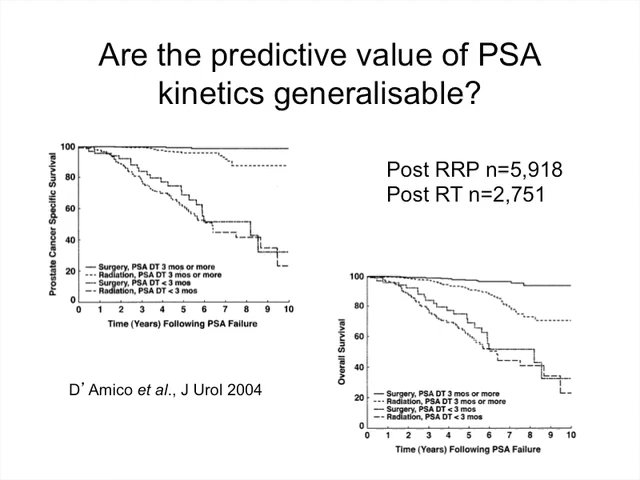 Are the predictive value of PSA
kinetics generalisable?
Post RRP n=5,918
Post RT n=2,751
Prostate Cancer Specific Survival
100
80
60
40
20
0
Surgery, PSA DT 3 mos or more
Radiation, PSA DT 3 mos or more
Surgery, PSA DT < 3 mos
Radiation, PSA DT < 3 mos
0 1 2 3 4 5 6 7 8 9 10
Time (Years) Following PSA Failure
Overall Survival
100
80
60
40
20
0
Surgery, PSA DT 3 mos or more
Radiation, PSA DT 3 mos or more
Surgery, PSA DT < 3 mos
Radiation, PSA DT < 3 mos
0 1 2 3 4 5 6 7 8 9 10
Time (Years) Following PSA Failure
D’Amico et al., J Urol 2004